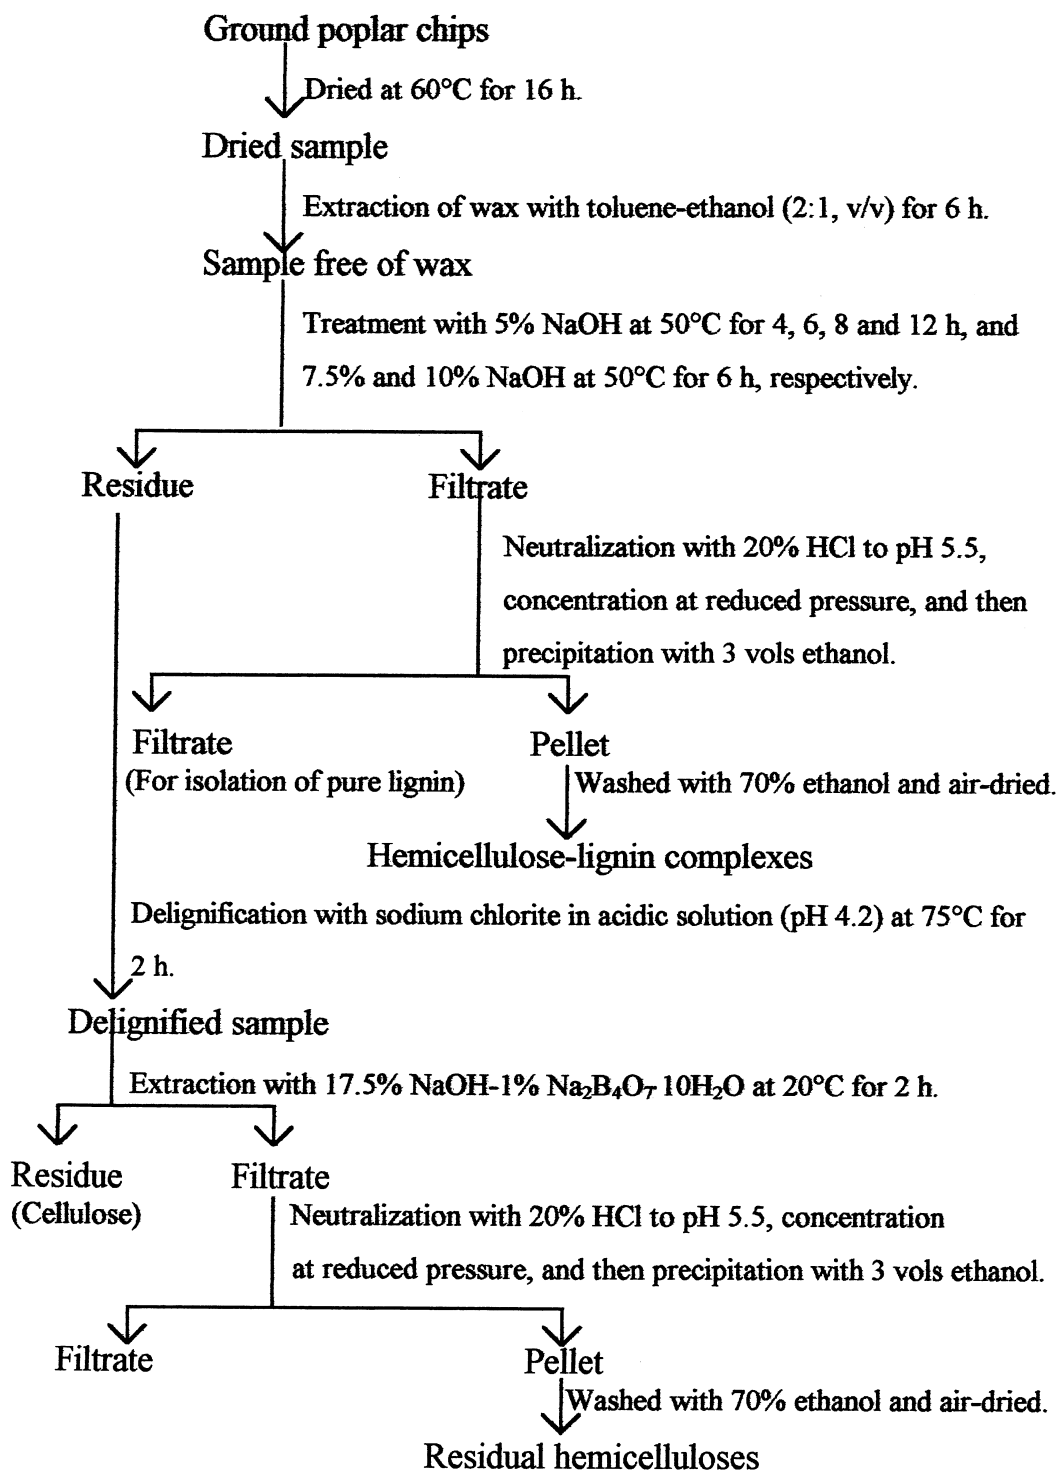 Ground poplar chips
Dried at 60°C for 16 h.
Dried sample
Extraction of wax with toluene-ethanol (2:1, v/v) for 6 h.
Sample free of wax
Treatment with 5% NaOH at 50°C for 4, 6, 8 and 12 h, and
7.5% and 10% NaOH at 50°C for 6 h, respectively.
Residue
Filtrate
Neutralization with 20% HCl to pH 5.5,
concentration at reduced pressure, and then
precipitation with 3 vols ethanol.
Filtrate
(For isolation of pure lignin)
Pellet
Washed with 70% ethanol and air-dried.
Hemicellulose-lignin complexes
Delignification with sodium chlorite in acidic solution (pH 4.2) at 75°C for
2 h.
Delignified sample
Extraction with 17.5% NaOH-1% Na₂B₄O₇ 10H₂O at 20°C for 2 h.
Residue
(Cellulose)
Filtrate
Neutralization with 20% HCl to pH 5.5, concentration
at reduced pressure, and then precipitation with 3 vols ethanol.
Filtrate
Pellet
Washed with 70% ethanol and air-dried.
Residual hemicelluloses